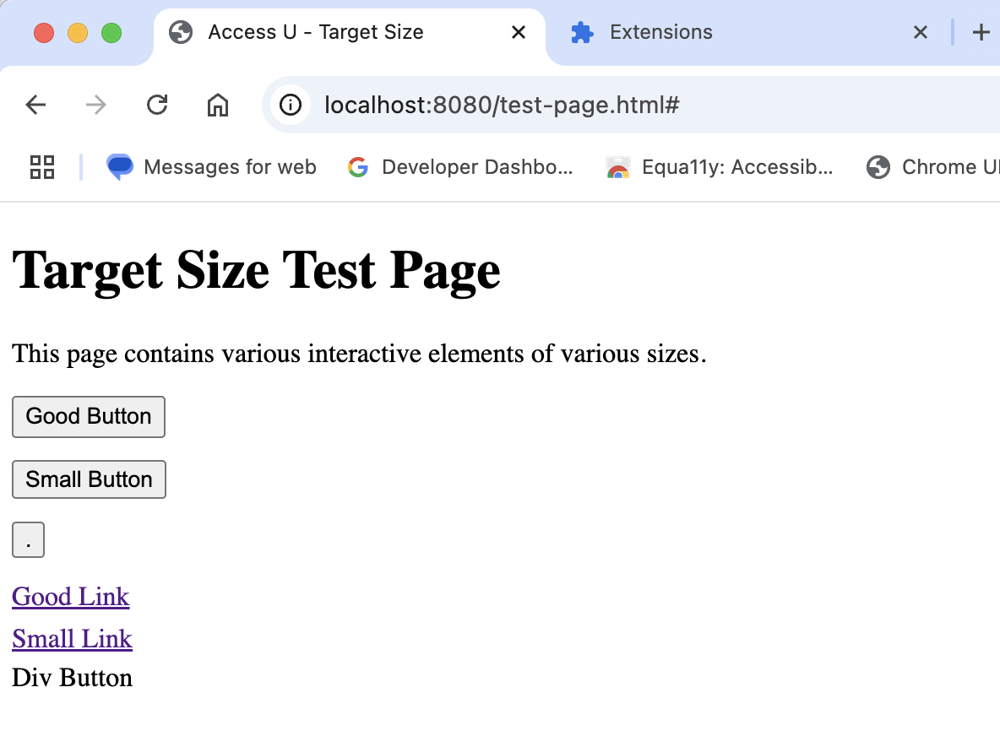 Access U - Target Size
Extensions
localhost:8080/test-page.html#
Messages for web
Developer Dashbo...
Equa11y: Accessib...
Chrome
Target Size Test Page
This page contains various interactive elements of various sizes.
Good Button
Small Button
.
Good Link
Small Link
Div Button